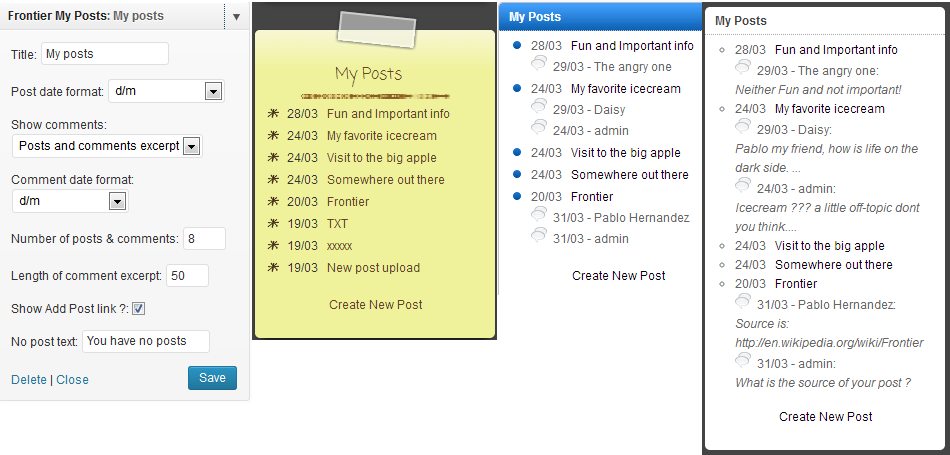 Frontier My Posts: My posts
Title: My posts
Post date format: d/m
Show comments:
Posts and comments excerpt
Comment date format:
d/m
Number of posts & comments: 8
Length of comment excerpt: 50
Show Add Post link ?:
No post text: You have no posts
Delete | Close
Save
My Posts
28/03 Fun and Important info
24/03 My favorite icecream
24/03 Visit to the big apple
24/03 Somewhere out there
20/03 Frontier
19/03 TXT
19/03 xxxxx
19/03 New post upload
Create New Post
My Posts
28/03 Fun and Important info
29/03 - The angry one
24/03 My favorite icecream
29/03 - Daisy
24/03 - admin
24/03 Visit to the big apple
24/03 Somewhere out there
20/03 Frontier
31/03 - Pablo Hernandez
31/03 - admin
Create New Post
My Posts
28/03 Fun and Important info
29/03 - The angry one:
Neither Fun and not important!
24/03 My favorite icecream
29/03 - Daisy:
Pablo my friend, how is life on the
dark side. ...
24/03 - admin:
Icecream ??? a little off-topic dont
you think....
24/03 Visit to the big apple
24/03 Somewhere out there
20/03 Frontier
31/03 - Pablo Hernandez:
Source is:
http://en.wikipedia.org/wiki/Frontier
31/03 - admin:
What is the source of your post ?
Create New Post